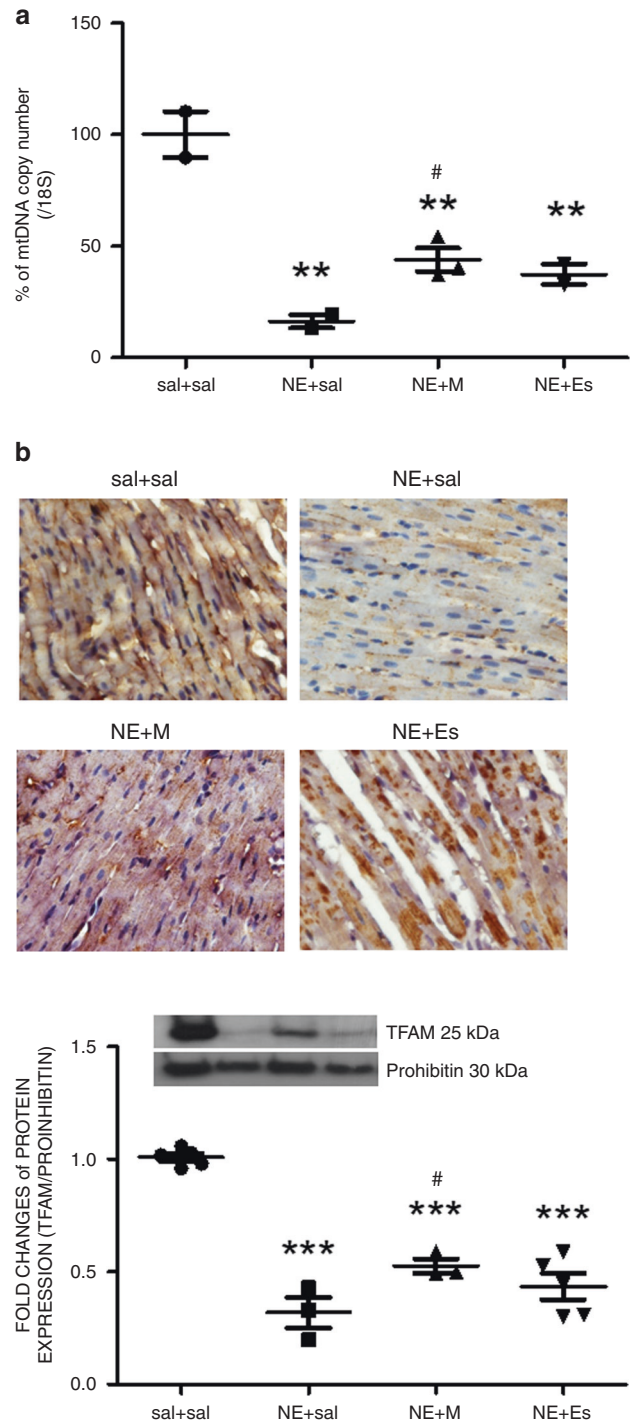 a
% of mtDNA copy number
(/18S)
150
100
50
0
**
#
**
**
sal+sal
NE+sal
NE+M
NE+Es
b
sal+sal
NE+sal
NE+M
NE+Es
TFAM 25 kDa
Prohibitin 30 kDa
FOLD CHANGES of PROTEIN
EXPRESSION (TFAM/PROINHIBITIN)
1.5
1.0
0.5
0.0
***
#
***
***
sal+sal
NE+sal
NE+M
NE+Es